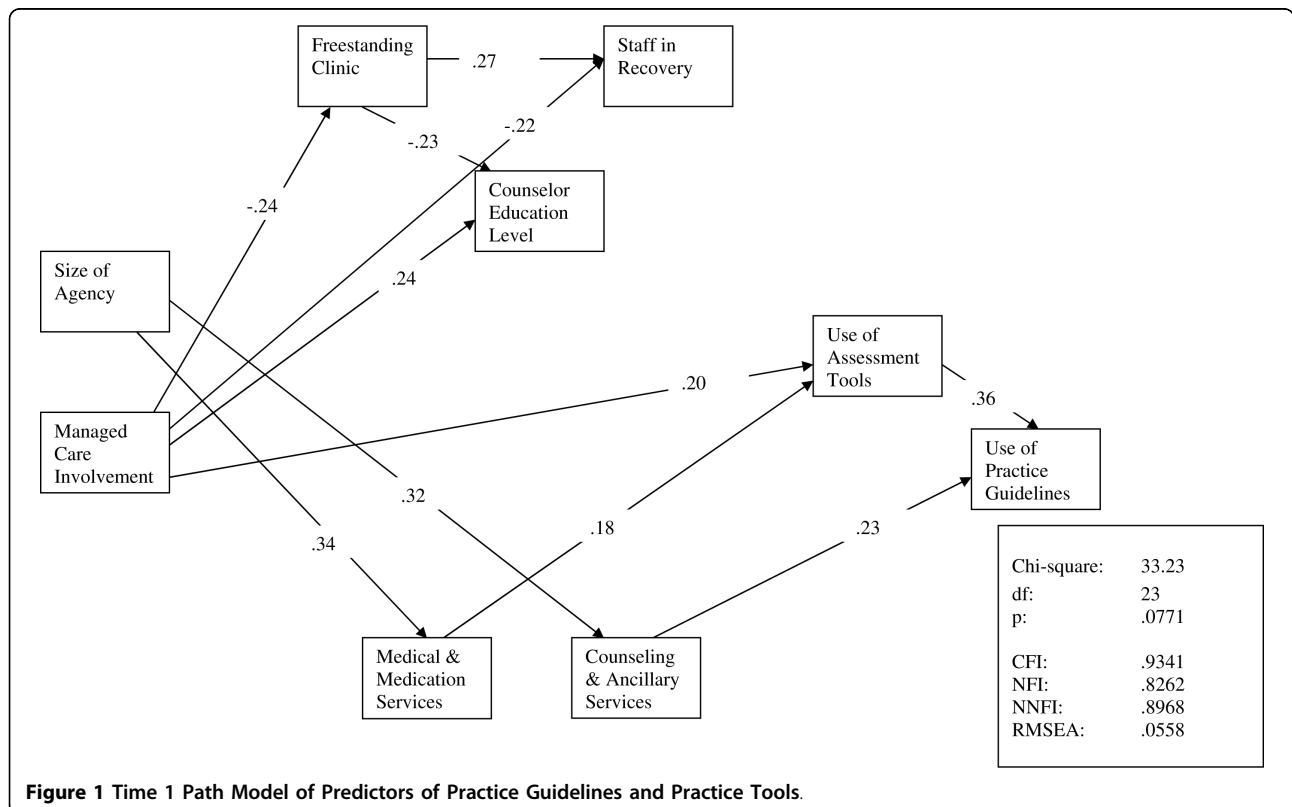 Freestanding
Clinic
.27
Staff in
Recovery
-.22
-.23
Counselor
Education
Level
-.24
Size of
Agency
.24
Use of
Assessment
Tools
.20
.36
Managed
Care
Involvement
Use of
Practice
Guidelines
.32
.34
.18
.23
Chi-square: 33.23
df: 23
p: .0771
CFI: .9341
NFI: .8262
NNFI: .8968
RMSEA: .0558
Medical &
Medication
Services
Counseling
& Ancillary
Services
Figure 1 Time 1 Path Model of Predictors of Practice Guidelines and Practice Tools.